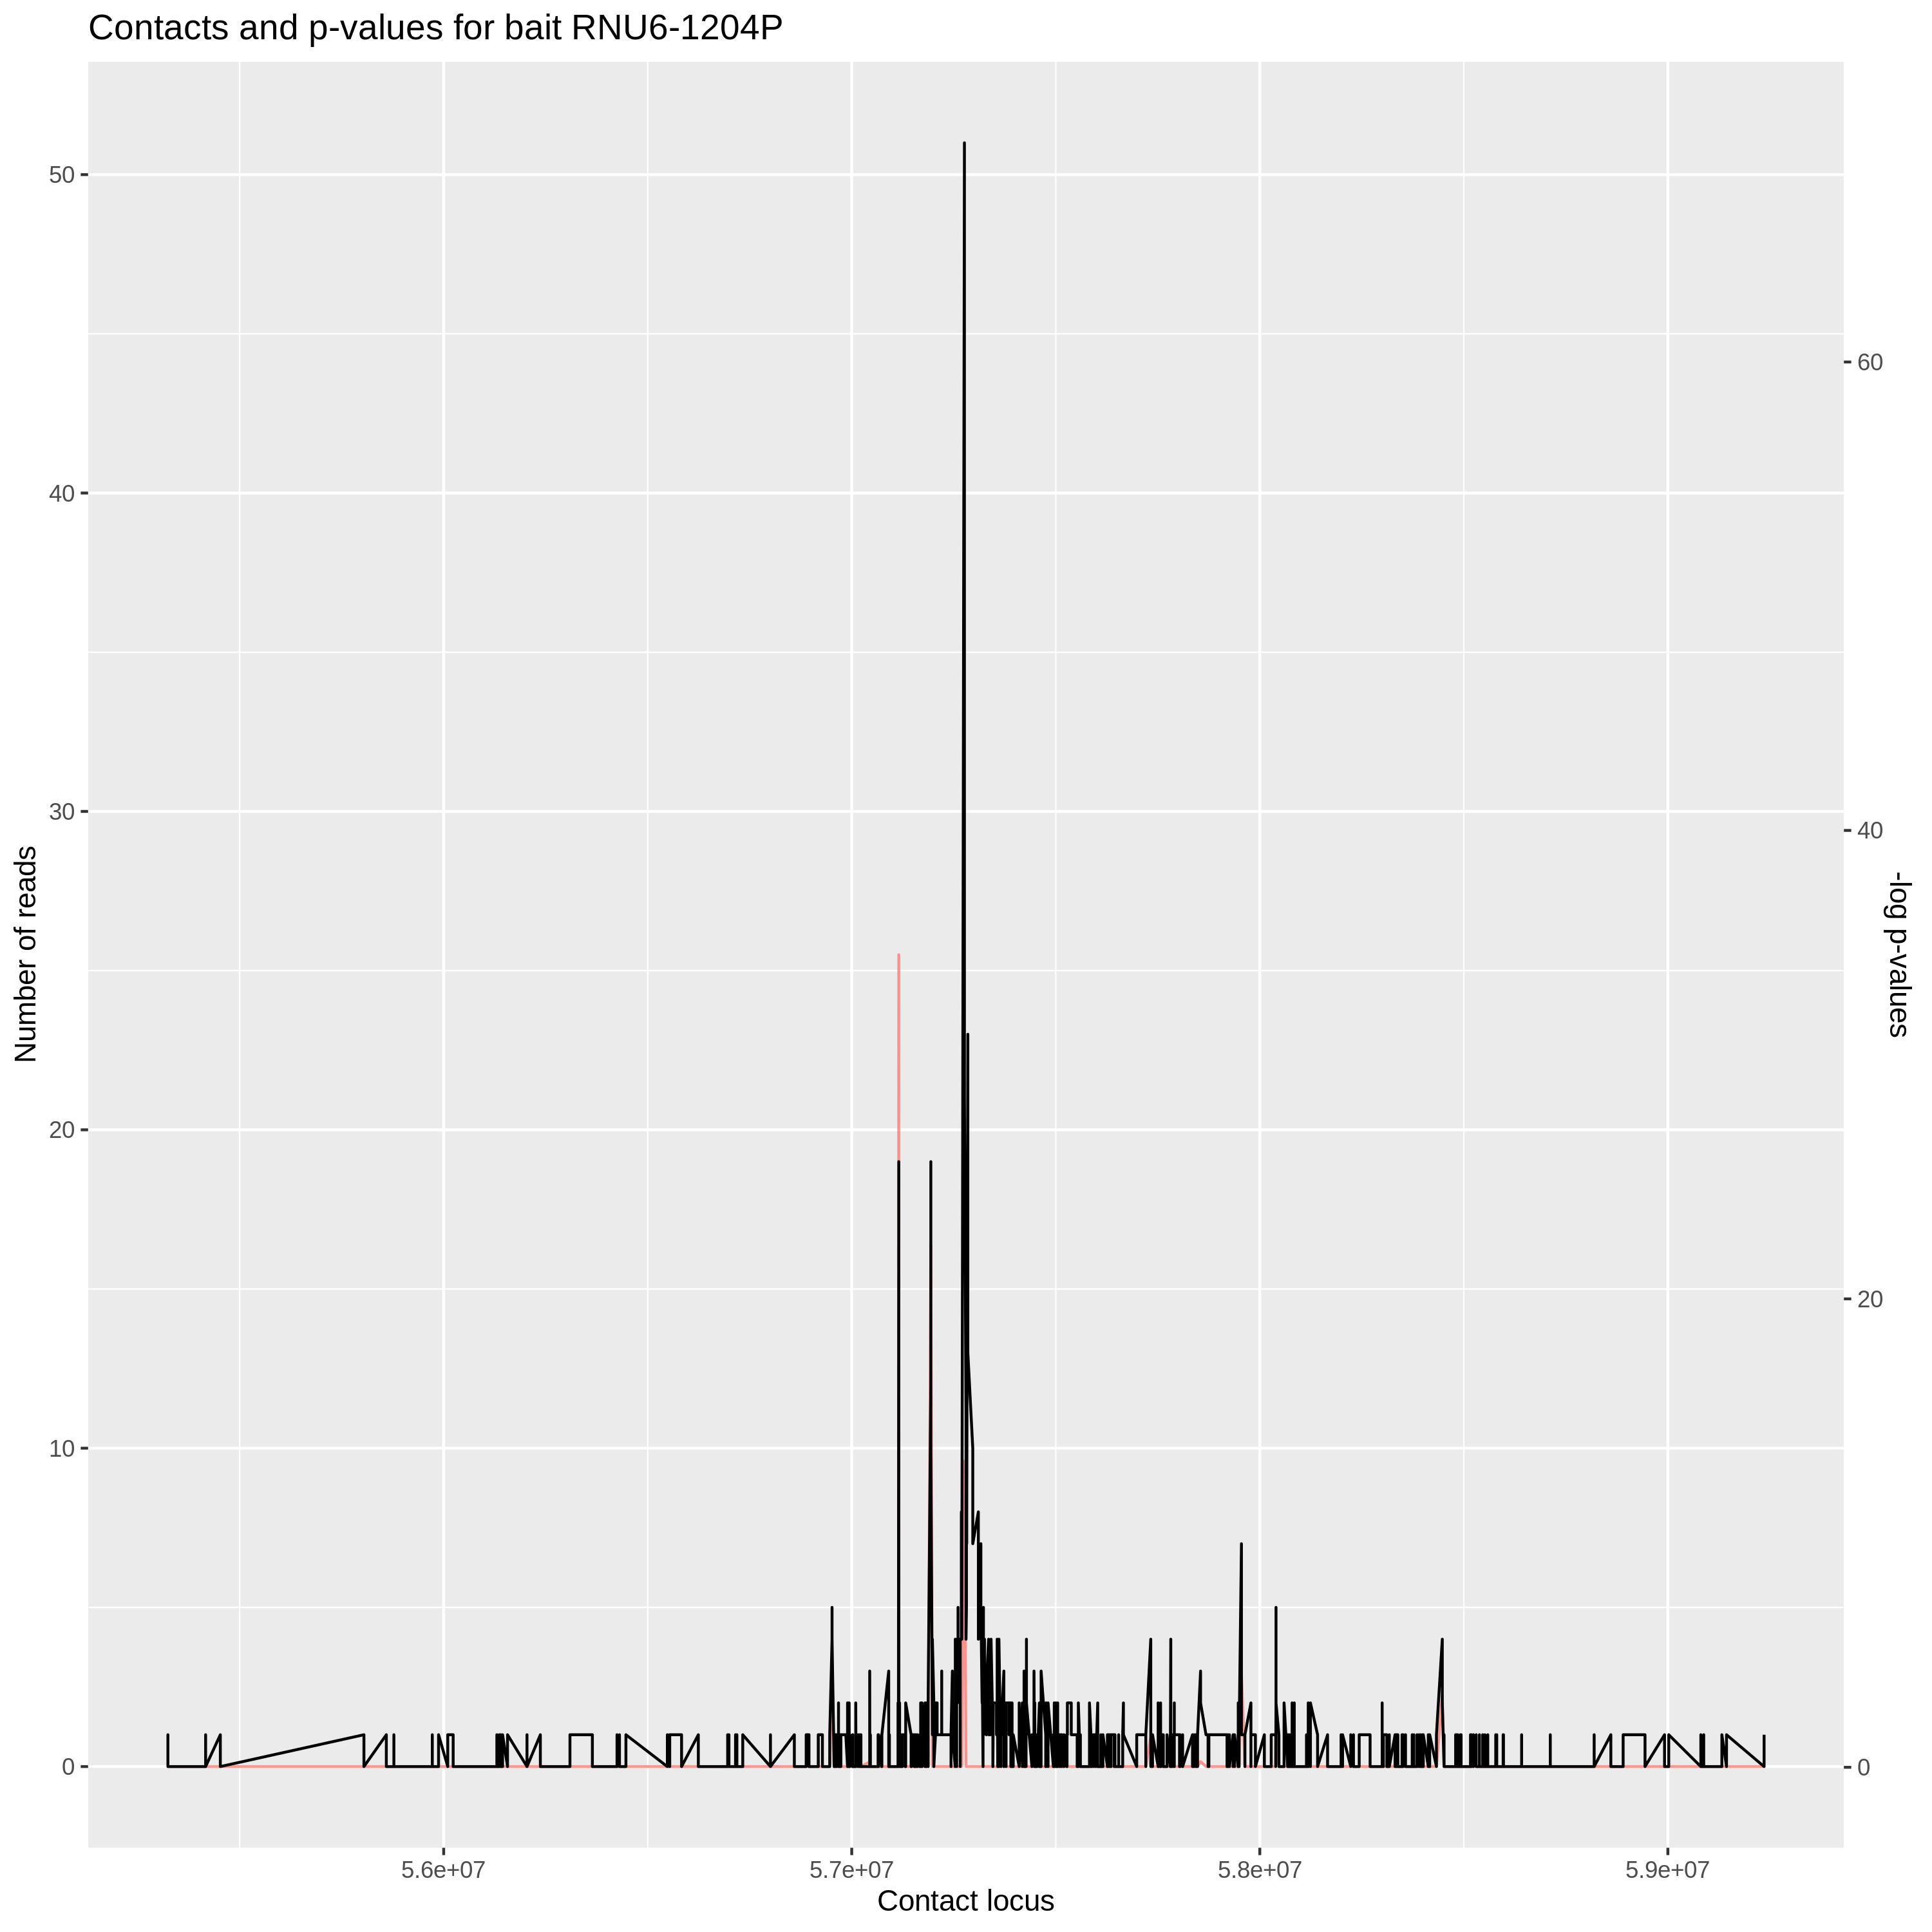 Contacts and p-values for bait RNU6-1204P
50
40
30
20
10
0
Number of reads
60
40
20
0
-log p-values
5.6e+07
5.7e+07
5.8e+07
5.9e+07
Contact locus